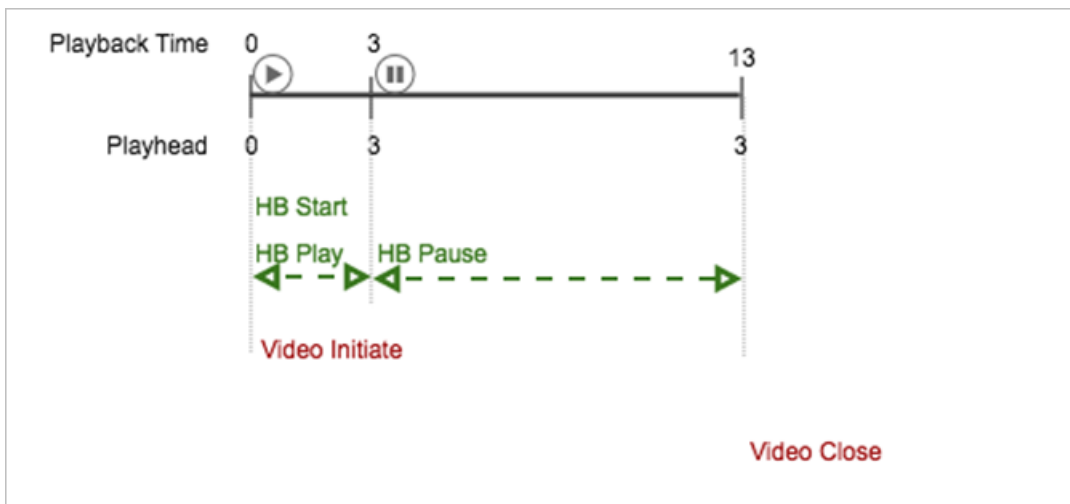 Playback Time 0 3 13
Playhead 0 3 3
HB Start
HB Play HB Pause
Video Initiate
Video Close